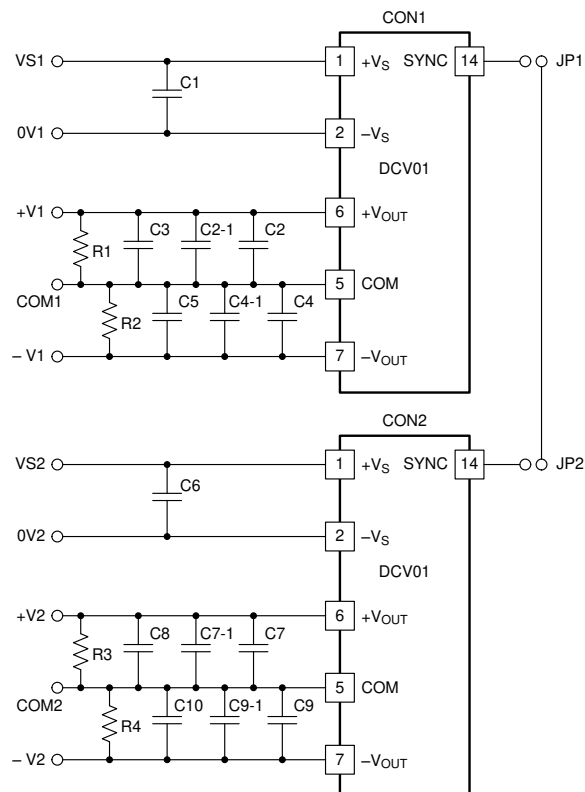 CON1
VS1
C1
1
+VS
SYNC
14
JP1
0V1
2
–VS
DCV01
+V1
R1
C3
C2-1
C2
6
+VOUT
COM1
5
COM
R2
C5
C4-1
C4
– V1
7
–VOUT
CON2
VS2
C6
1
+VS
SYNC
14
JP2
0V2
2
–VS
DCV01
+V2
R3
C8
C7-1
C7
6
+VOUT
COM2
5
COM
R4
C10
C9-1
C9
– V2
7
–VOUT